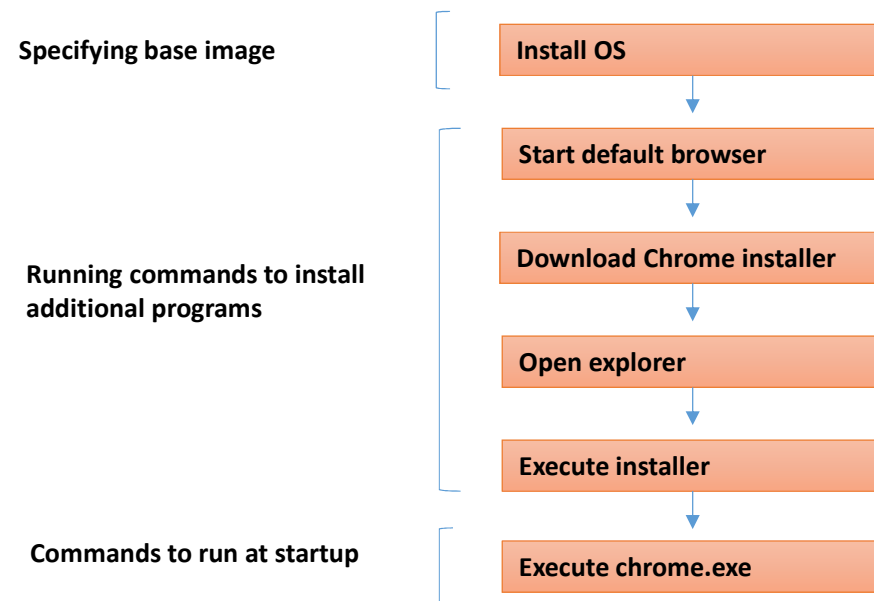 Specifying base image
Install OS
Start default browser
Download Chrome installer
Running commands to install
additional programs
Open explorer
Execute installer
Commands to run at startup
Execute chrome.exe